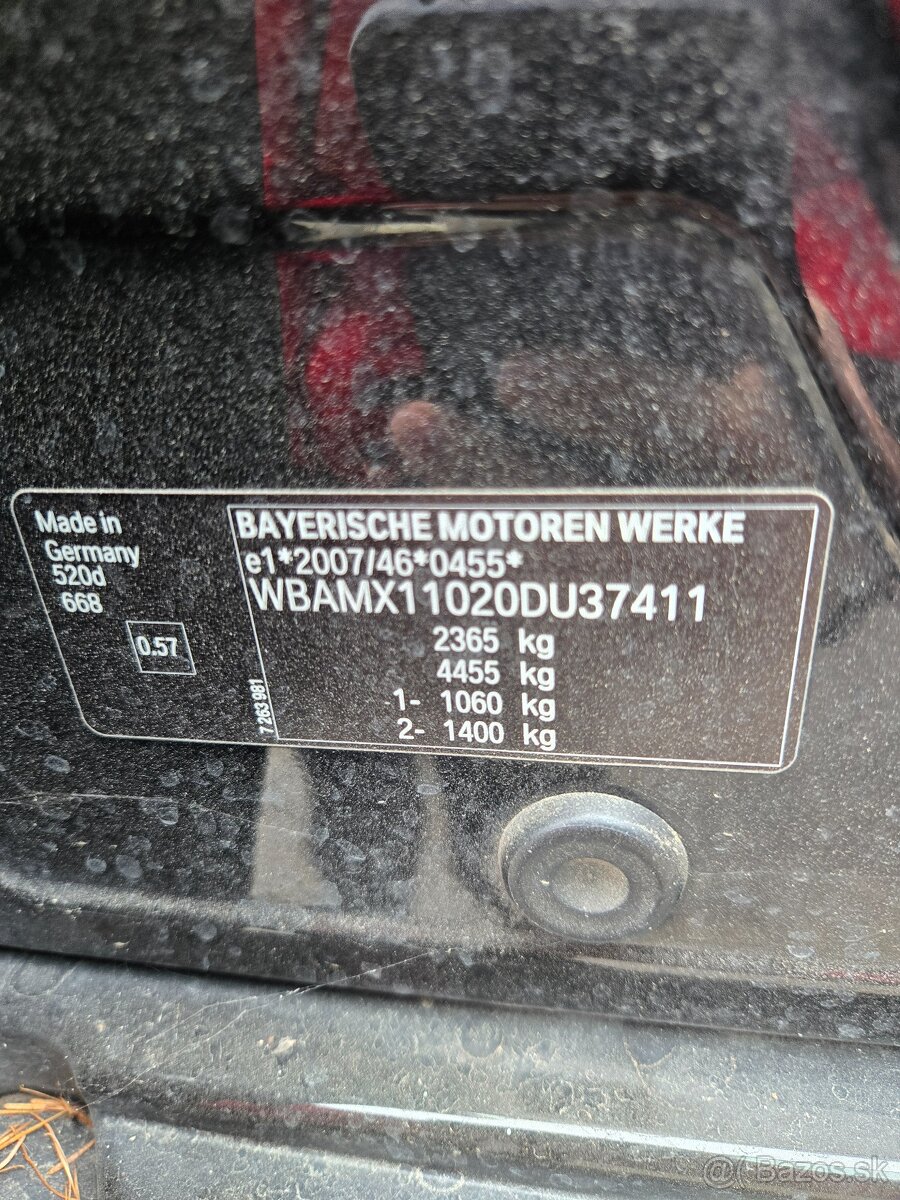 Made in
Germany
520d
668
0.57
BAYERISCHE MOTOREN WERKE
e1*2007/46*0455*
WBAMX11020DU37411
2365 kg
4455 kg
1- 1060 kg
2- 1400 kg
7 263 981
@ Bazos.sk